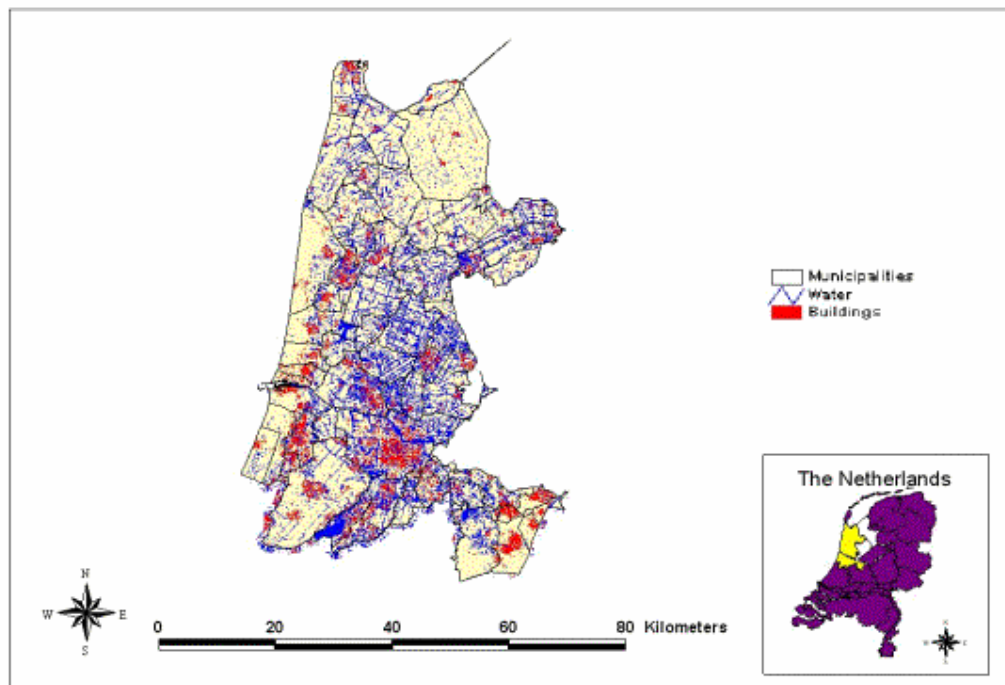 Municipalities
Water
Buildings
The Netherlands
N
W E
S
0 20 40 60 80 Kilometers